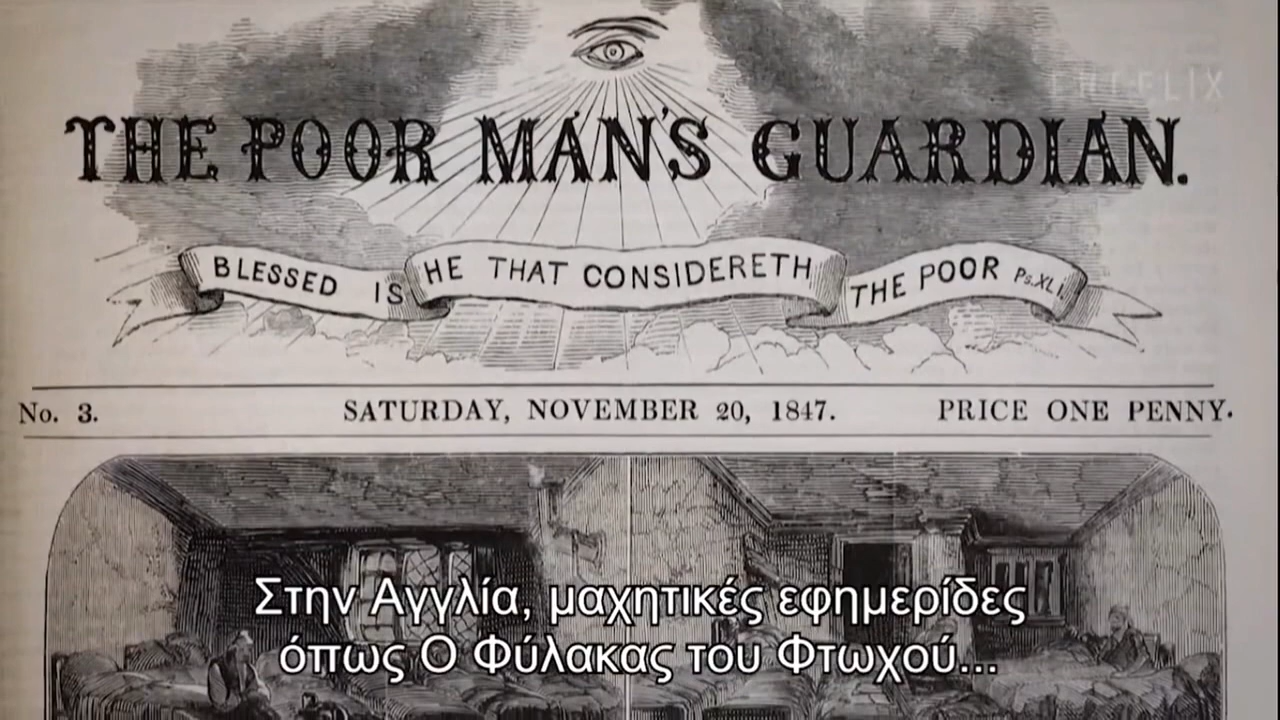 THE POOR MAN'S GUARDIAN.
BLESSED IS HE THAT CONSIDERETH THE POOR Ps.XLI.
No. 3. SATURDAY, NOVEMBER 20, 1847. PRICE ONE PENNY.
Στην Αγγλία, μαχητικές εφημερίδες
όπως Ο Φύλακας του Φτωχού...